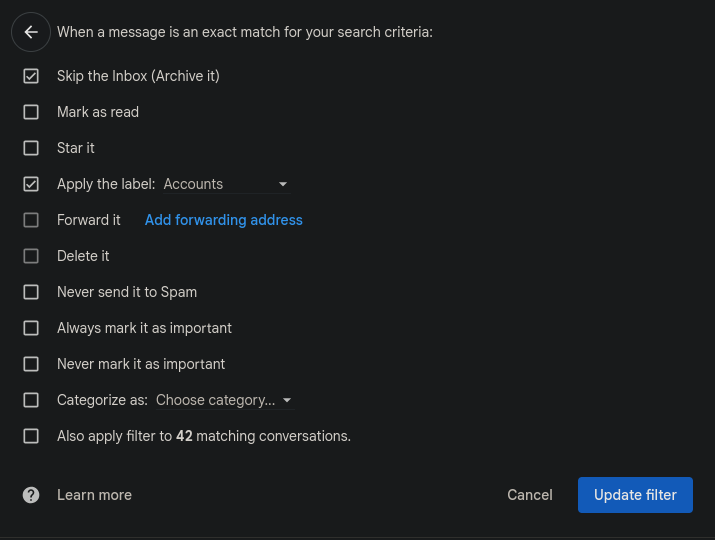 When a message is an exact match for your search criteria:
Skip the Inbox (Archive it)
Mark as read
Star it
Apply the label: Accounts
Forward it Add forwarding address
Delete it
Never send it to Spam
Always mark it as important
Never mark it as important
Categorize as: Choose category...
Also apply filter to 42 matching conversations.
Learn more Cancel Update filter